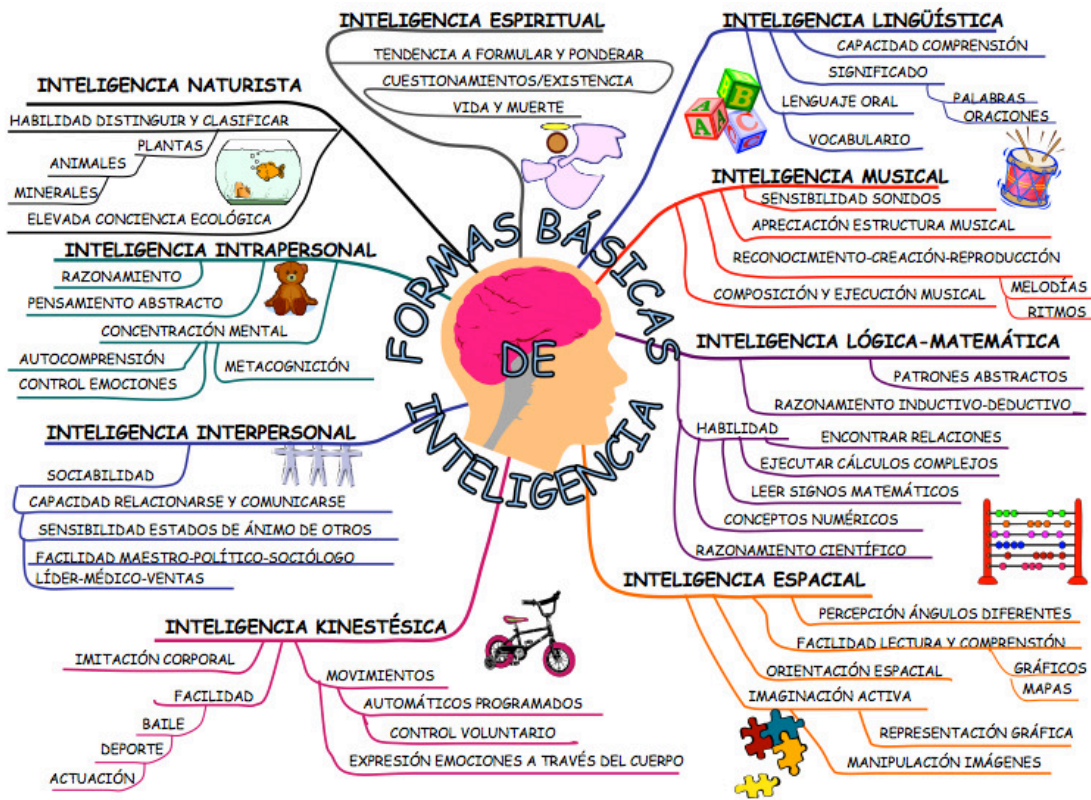 FORMAS BÁSICAS
DE
INTELIGENCIA
INTELIGENCIA ESPIRITUAL
TENDENCIA A FORMULAR Y PONDERAR
CUESTIONAMIENTOS/EXISTENCIA
VIDA Y MUERTE
INTELIGENCIA LINGÜÍSTICA
CAPACIDAD COMPRENSIÓN
SIGNIFICADO
PALABRAS
ORACIONES
LENGUAJE ORAL
VOCABULARIO
B
A
A
A
C
C
INTELIGENCIA MUSICAL
SENSIBILIDAD SONIDOS
APRECIACIÓN ESTRUCTURA MUSICAL
RECONOCIMIENTO-CREACIÓN-REPRODUCCIÓN
COMPOSICIÓN Y EJECUCIÓN MUSICAL
MELODÍAS
RITMOS
INTELIGENCIA LÓGICA-MATEMÁTICA
PATRONES ABSTRACTOS
RAZONAMIENTO INDUCTIVO-DEDUCTIVO
HABILIDAD
ENCONTRAR RELACIONES
EJECUTAR CÁLCULOS COMPLEJOS
LEER SIGNOS MATEMÁTICOS
CONCEPTOS NUMÉRICOS
RAZONAMIENTO CIENTÍFICO
INTELIGENCIA ESPACIAL
PERCEPCIÓN ÁNGULOS DIFERENTES
FACILIDAD LECTURA Y COMPRENSIÓN
GRÁFICOS
MAPAS
ORIENTACIÓN ESPACIAL
IMAGINACIÓN ACTIVA
REPRESENTACIÓN GRÁFICA
MANIPULACIÓN IMÁGENES
INTELIGENCIA KINESTÉSICA
IMITACIÓN CORPORAL
FACILIDAD
BAILE
DEPORTE
ACTUACIÓN
MOVIMIENTOS
AUTOMÁTICOS PROGRAMADOS
CONTROL VOLUNTARIO
EXPRESIÓN EMOCIONES A TRAVÉS DEL CUERPO
INTELIGENCIA INTERPERSONAL
SOCIABILIDAD
CAPACIDAD RELACIONARSE Y COMUNICARSE
SENSIBILIDAD ESTADOS DE ÁNIMO DE OTROS
FACILIDAD MAESTRO-POLÍTICO-SOCIÓLOGO
LÍDER-MÉDICO-VENTAS
INTELIGENCIA INTRAPERSONAL
RAZONAMIENTO
PENSAMIENTO ABSTRACTO
CONCENTRACIÓN MENTAL
AUTOCOMPRENSIÓN
CONTROL EMOCIONES
METACOGNICIÓN
INTELIGENCIA NATURISTA
HABILIDAD DISTINGUIR Y CLASIFICAR
PLANTAS
ANIMALES
MINERALES
ELEVADA CONCIENCIA ECOLÓGICA